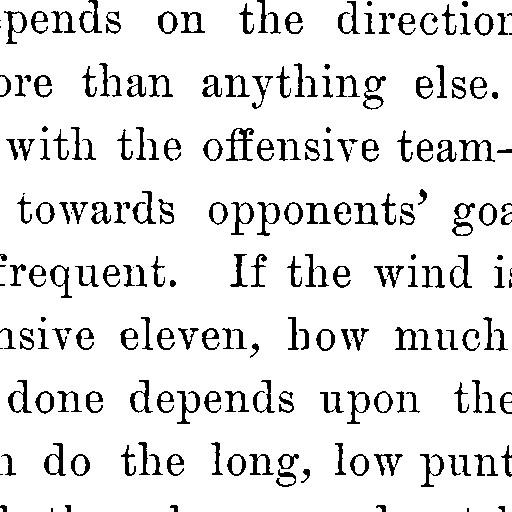 pends on the direction
ore than anything else.
with the offensive team-
towards opponents' goa
frequent. If the wind is
nsive eleven, how much
done depends upon the
n do the long, low punt